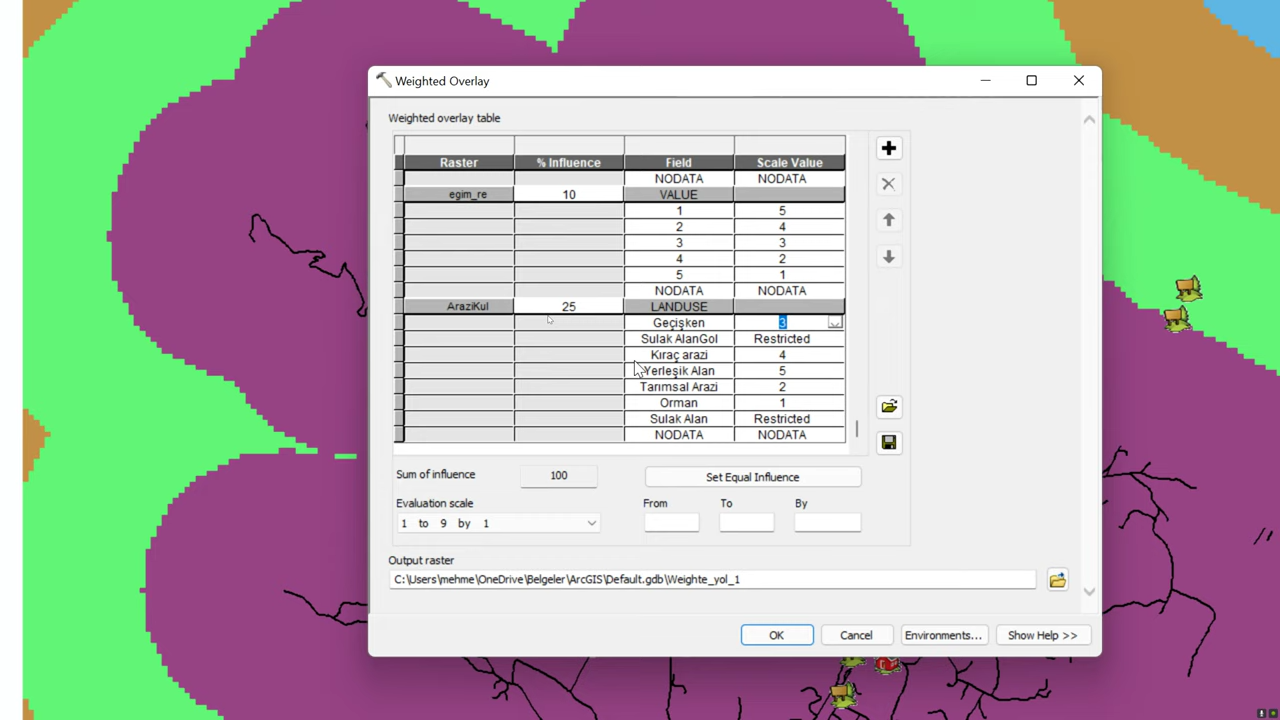 Weighted Overlay
Weighted overlay table
Raster % Influence Field Scale Value
NODATA NODATA
egim_re 10 VALUE
1 5
2 4
3 3
4 2
5 1
NODATA NODATA
AraziKul 25 LANDUSE
Geçişken 3
Sulak AlanGol Restricted
Kıraç arazi 4
Yerleşik Alan 5
Tarımsal Arazi 2
Orman 1
Sulak Alan Restricted
NODATA NODATA
Sum of influence 100 Set Equal Influence
Evaluation scale From To By
1 to 9 by 1
Output raster
C:\Users\mehme\OneDrive\Belgeler\ArcGIS\Default.gdb\Weighte_yol_1
OK Cancel Environments... Show Help >>